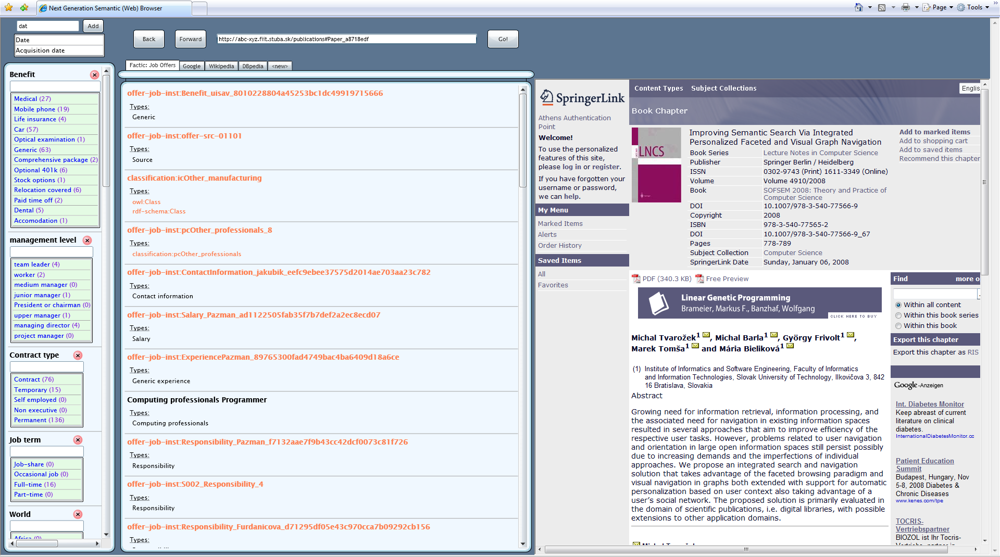 Next Generation Semantic (Web) Browser
Page
Tools
dat
Add
Date
Acquisition date
Back
Forward
http://abc-xyz.fiit.stuba.sk/publications#Paper_a8718edf
Go!
Factic: Job Offers
Google
Wikipedia
DBpedia
<new>
Benefit
Medical (27)
Mobile phone (19)
Life insurance (4)
Car (57)
Optical examination (1)
Generic (63)
Comprehensive package (2)
Optional 401k (6)
Stock options (1)
Relocation covered (6)
Paid time off (2)
Dental (5)
Accomodation (1)
management level
team leader (4)
worker (2)
medium manager (0)
junior manager (1)
President or chairman (0)
upper manager (1)
managing director (4)
project manager (0)
Contract type
Contract (76)
Temporary (15)
Self employed (0)
Non executive (0)
Permanent (136)
Job term
Job-share (0)
Occasional job (0)
Full-time (16)
Part-time (0)
World
Africa (0)
offer-job-inst:Benefit_uisav_8010228804a45253bc1dc49919715666
Types:
Generic
offer-job-inst:offer-src-01101
Types:
Source
classification:icOther_manufacturing
Types:
owl:Class
rdf-schema:Class
offer-job-inst:pcOther_professionals_8
Types:
classification:pcOther_professionals
offer-job-inst:ContactInformation_jakubik_eefc9ebee37575d2014ae703aa23c782
Types:
Contact information
offer-job-inst:Salary_Pazman_ad1122505fab35f7b7def2a2ec8ecd07
Types:
Salary
offer-job-inst:ExperiencePazman_89765300fad4749bac4ba6409d18a6ce
Types:
Generic experience
Computing professionals Programmer
Types:
Computing professionals
offer-job-inst:Responsibility_Pazman_f7132aae7f9b43cc42dcf0073c81f726
Types:
Responsibility
offer-job-inst:S002_Responsibility_4
Types:
Responsibility
offer-job-inst:Responsibility_Furdanicova_d71295df05e43c970cca7b09292cb156
Types:
SpringerLink
Athens Authentication
Point
Welcome!
To use the personalized
features of this site,
please log in or register.
If you have forgotten your
username or password,
we can help.
My Menu
Marked Items
Alerts
Order History
Saved Items
All
Favorites
Content Types
Subject Collections
Englis
Book Chapter
LNCS
Improving Semantic Search Via Integrated
Personalized Faceted and Visual Graph Navigation
Book Series Lecture Notes in Computer Science
Publisher Springer Berlin / Heidelberg
ISSN 0302-9743 (Print) 1611-3349 (Online)
Volume Volume 4910/2008
Book SOFSEM 2008: Theory and Practice of
Computer Science
DOI 10.1007/978-3-540-77566-9
Copyright 2008
ISBN 978-3-540-77565-2
DOI 10.1007/978-3-540-77566-9_67
Pages 778-789
Subject Collection Computer Science
SpringerLink Date Sunday, January 06, 2008
Add to marked items
Add to shopping cart
Add to saved items
Recommend this chapter
PDF (340.3 KB) Free Preview
Linear Genetic Programming
Brameier, Markus F., Banzhaf, Wolfgang
CLICK HERE TO BUY
Michal Tvarožek1, Michal Barla1, György Frivolt1,
Marek Tomša1 and Mária Bieliková1
(1) Institute of Informatics and Software Engineering, Faculty of Informatics
and Information Technologies, Slovak University of Technology, Ilkovičova 3, 842
16 Bratislava, Slovakia
Abstract
Growing need for information retrieval, information processing, and
the associated need for navigation in existing information spaces
resulted in several approaches that aim to improve efficiency of the
respective user tasks. However, problems related to user navigation
and orientation in large open information spaces still persist possibly
due to increasing demands and the imperfections of individual
approaches. We propose an integrated search and navigation
solution that takes advantage of the faceted browsing paradigm and
visual navigation in graphs both extended with support for automatic
personalization based on user context also taking advantage of a
user's social network. The proposed solution is primarily evaluated in
the domain of scientific publications, i.e. digital libraries, with possible
extensions to other application domains.
Find more o
Within all content
Within this book series
Within this book
Export this chapter
Export this chapter as RIS
Google-Anzeigen
Int. Diabetes Monitor
Keep abreast of current
literature on clinical
diabetes.
InternationalDiabetesMonitor.cc
Patient Education
Summit
Budapest, Hungary, Nov
5-8, 2008 Diabetes &
Chronic Diseases
www.kenes.com/tpe
TOCRIS-
Vertriebspartner
BIOZOL ist Ihr Tocris-